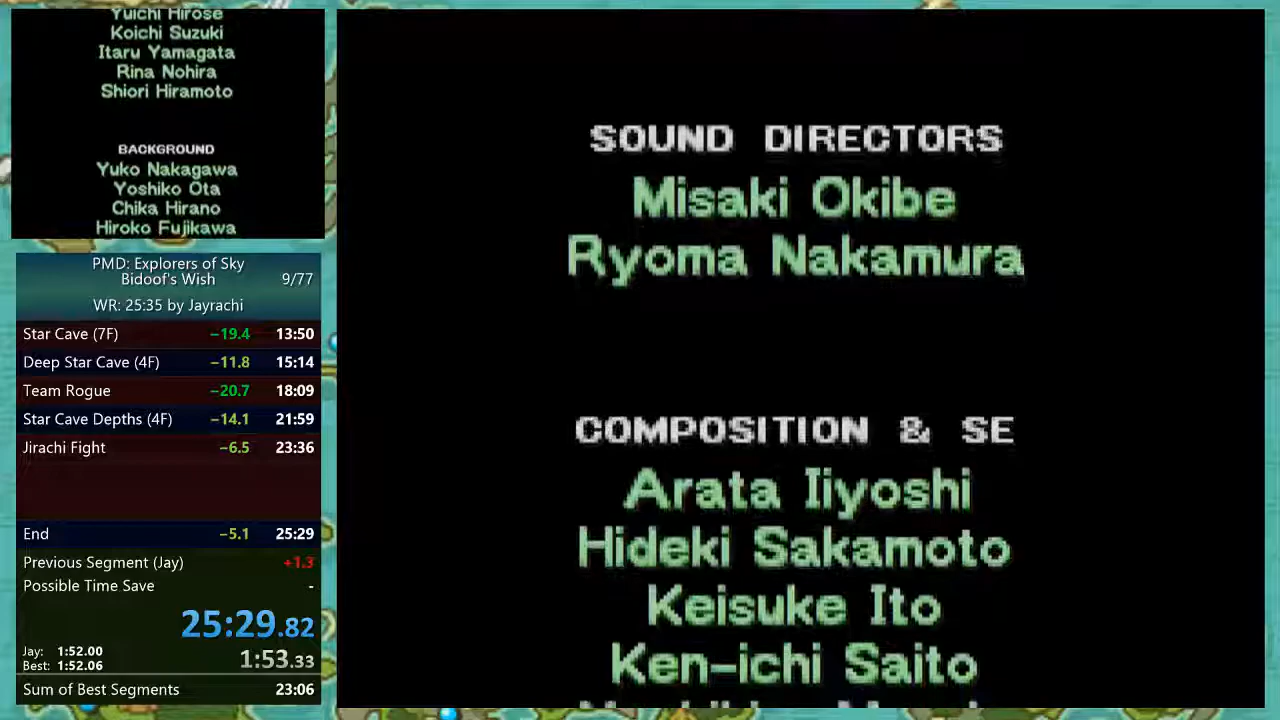 Yuichi Hirose
Koichi Suzuki
Itaru Yamagata
Rina Nohira
Shiori Hiramoto
BACKGROUND
Yuko Nakagawa
Yoshiko Ota
Chika Hirano
Hiroko Fujikawa
PMD: Explorers of Sky
Bidoof's Wish 9/77
WR: 25:35 by Jayrachi
Star Cave (7F) −19.4 13:50
Deep Star Cave (4F) −11.8 15:14
Team Rogue −20.7 18:09
Star Cave Depths (4F) −14.1 21:59
Jirachi Fight −6.5 23:36
End −5.1 25:29
Previous Segment (Jay) +1.3
Possible Time Save -
25:29.82
Jay: 1:52.00
Best: 1:52.06
1:53.33
Sum of Best Segments 23:06
SOUND DIRECTORS
Misaki Okibe
Ryoma Nakamura
COMPOSITION & SE
Arata Iiyoshi
Hideki Sakamoto
Keisuke Ito
Ken-ichi Saito